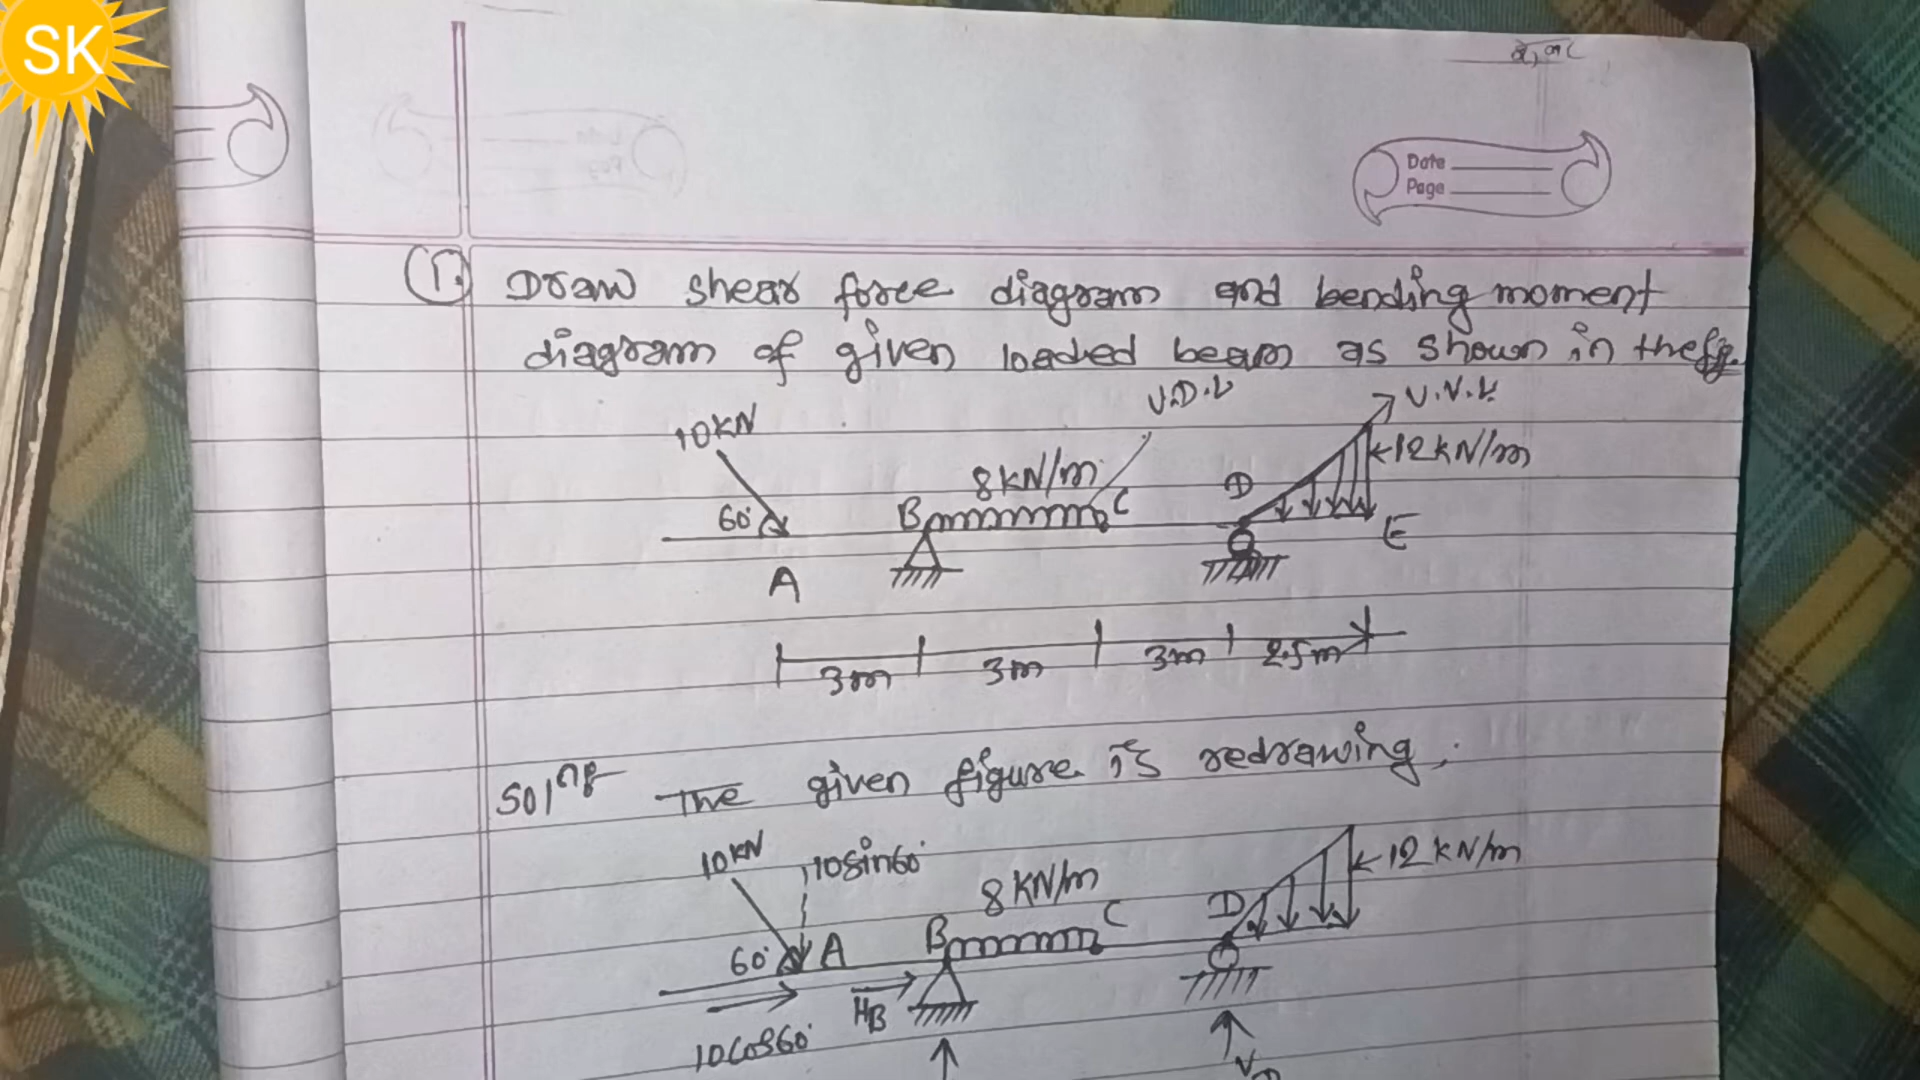 SK
Date
Page
1. Draw shear force diagram and bending moment
diagram of given loaded beam as shown in the fig.
U.D.L
U.V.L
10KN
12KN/m
8KN/m
60°
B
C
D
E
A
3m
3m
3m
2.5m
Solⁿ
The given figure is redrawing.
10KN
10sin60°
8KN/m
12KN/m
60°
A
B
C
D
HB
10cos60°